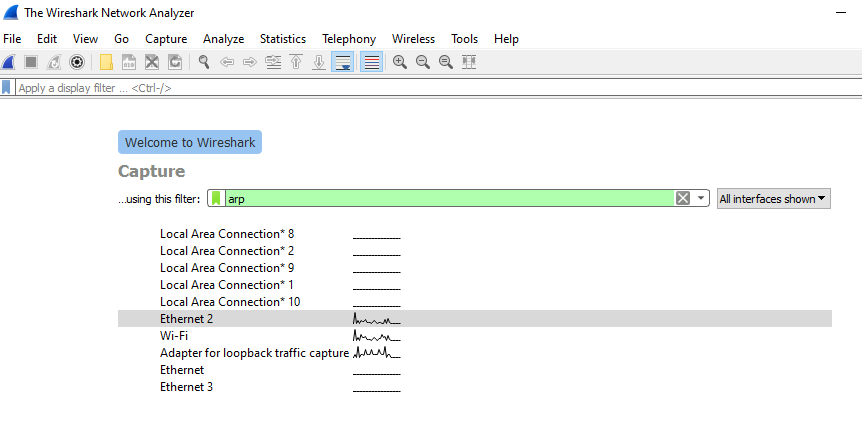 The Wireshark Network Analyzer
File Edit View Go Capture Analyze Statistics Telephony Wireless Tools Help
Apply a display filter ... <Ctrl-/>
Welcome to Wireshark
Capture
...using this filter: arp All interfaces shown
Local Area Connection* 8
Local Area Connection* 2
Local Area Connection* 9
Local Area Connection* 1
Local Area Connection* 10
Ethernet 2
Wi-Fi
Adapter for loopback traffic capture
Ethernet
Ethernet 3